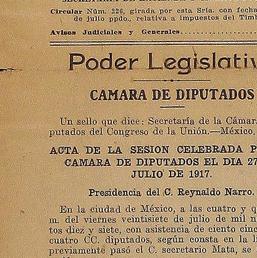 Circular Núm. 226, girada por esta Sría. con fecha
de julio ppdo., relativa a impuestos del Timb
Avisos Judiciales y Generales
Poder Legislativ
CAMARA DE DIPUTADOS
Un sello que dice: Secretaría de la Cámar
putados del Congreso de la Unión.—México,
ACTA DE LA SESION CELEBRADA P
CAMARA DE DIPUTADOS EL DIA 27
JULIO DE 1917.
Presidencia del C. Reynaldo Narro.
En la ciudad de México, a las cuatro y q
m. del viernes veintisiete de julio de mil n
tos diez y siete, con asistencia de ciento cinc
cuatro CC. diputados, según consta en la li
previamente pasó el C. secretario Mata, se